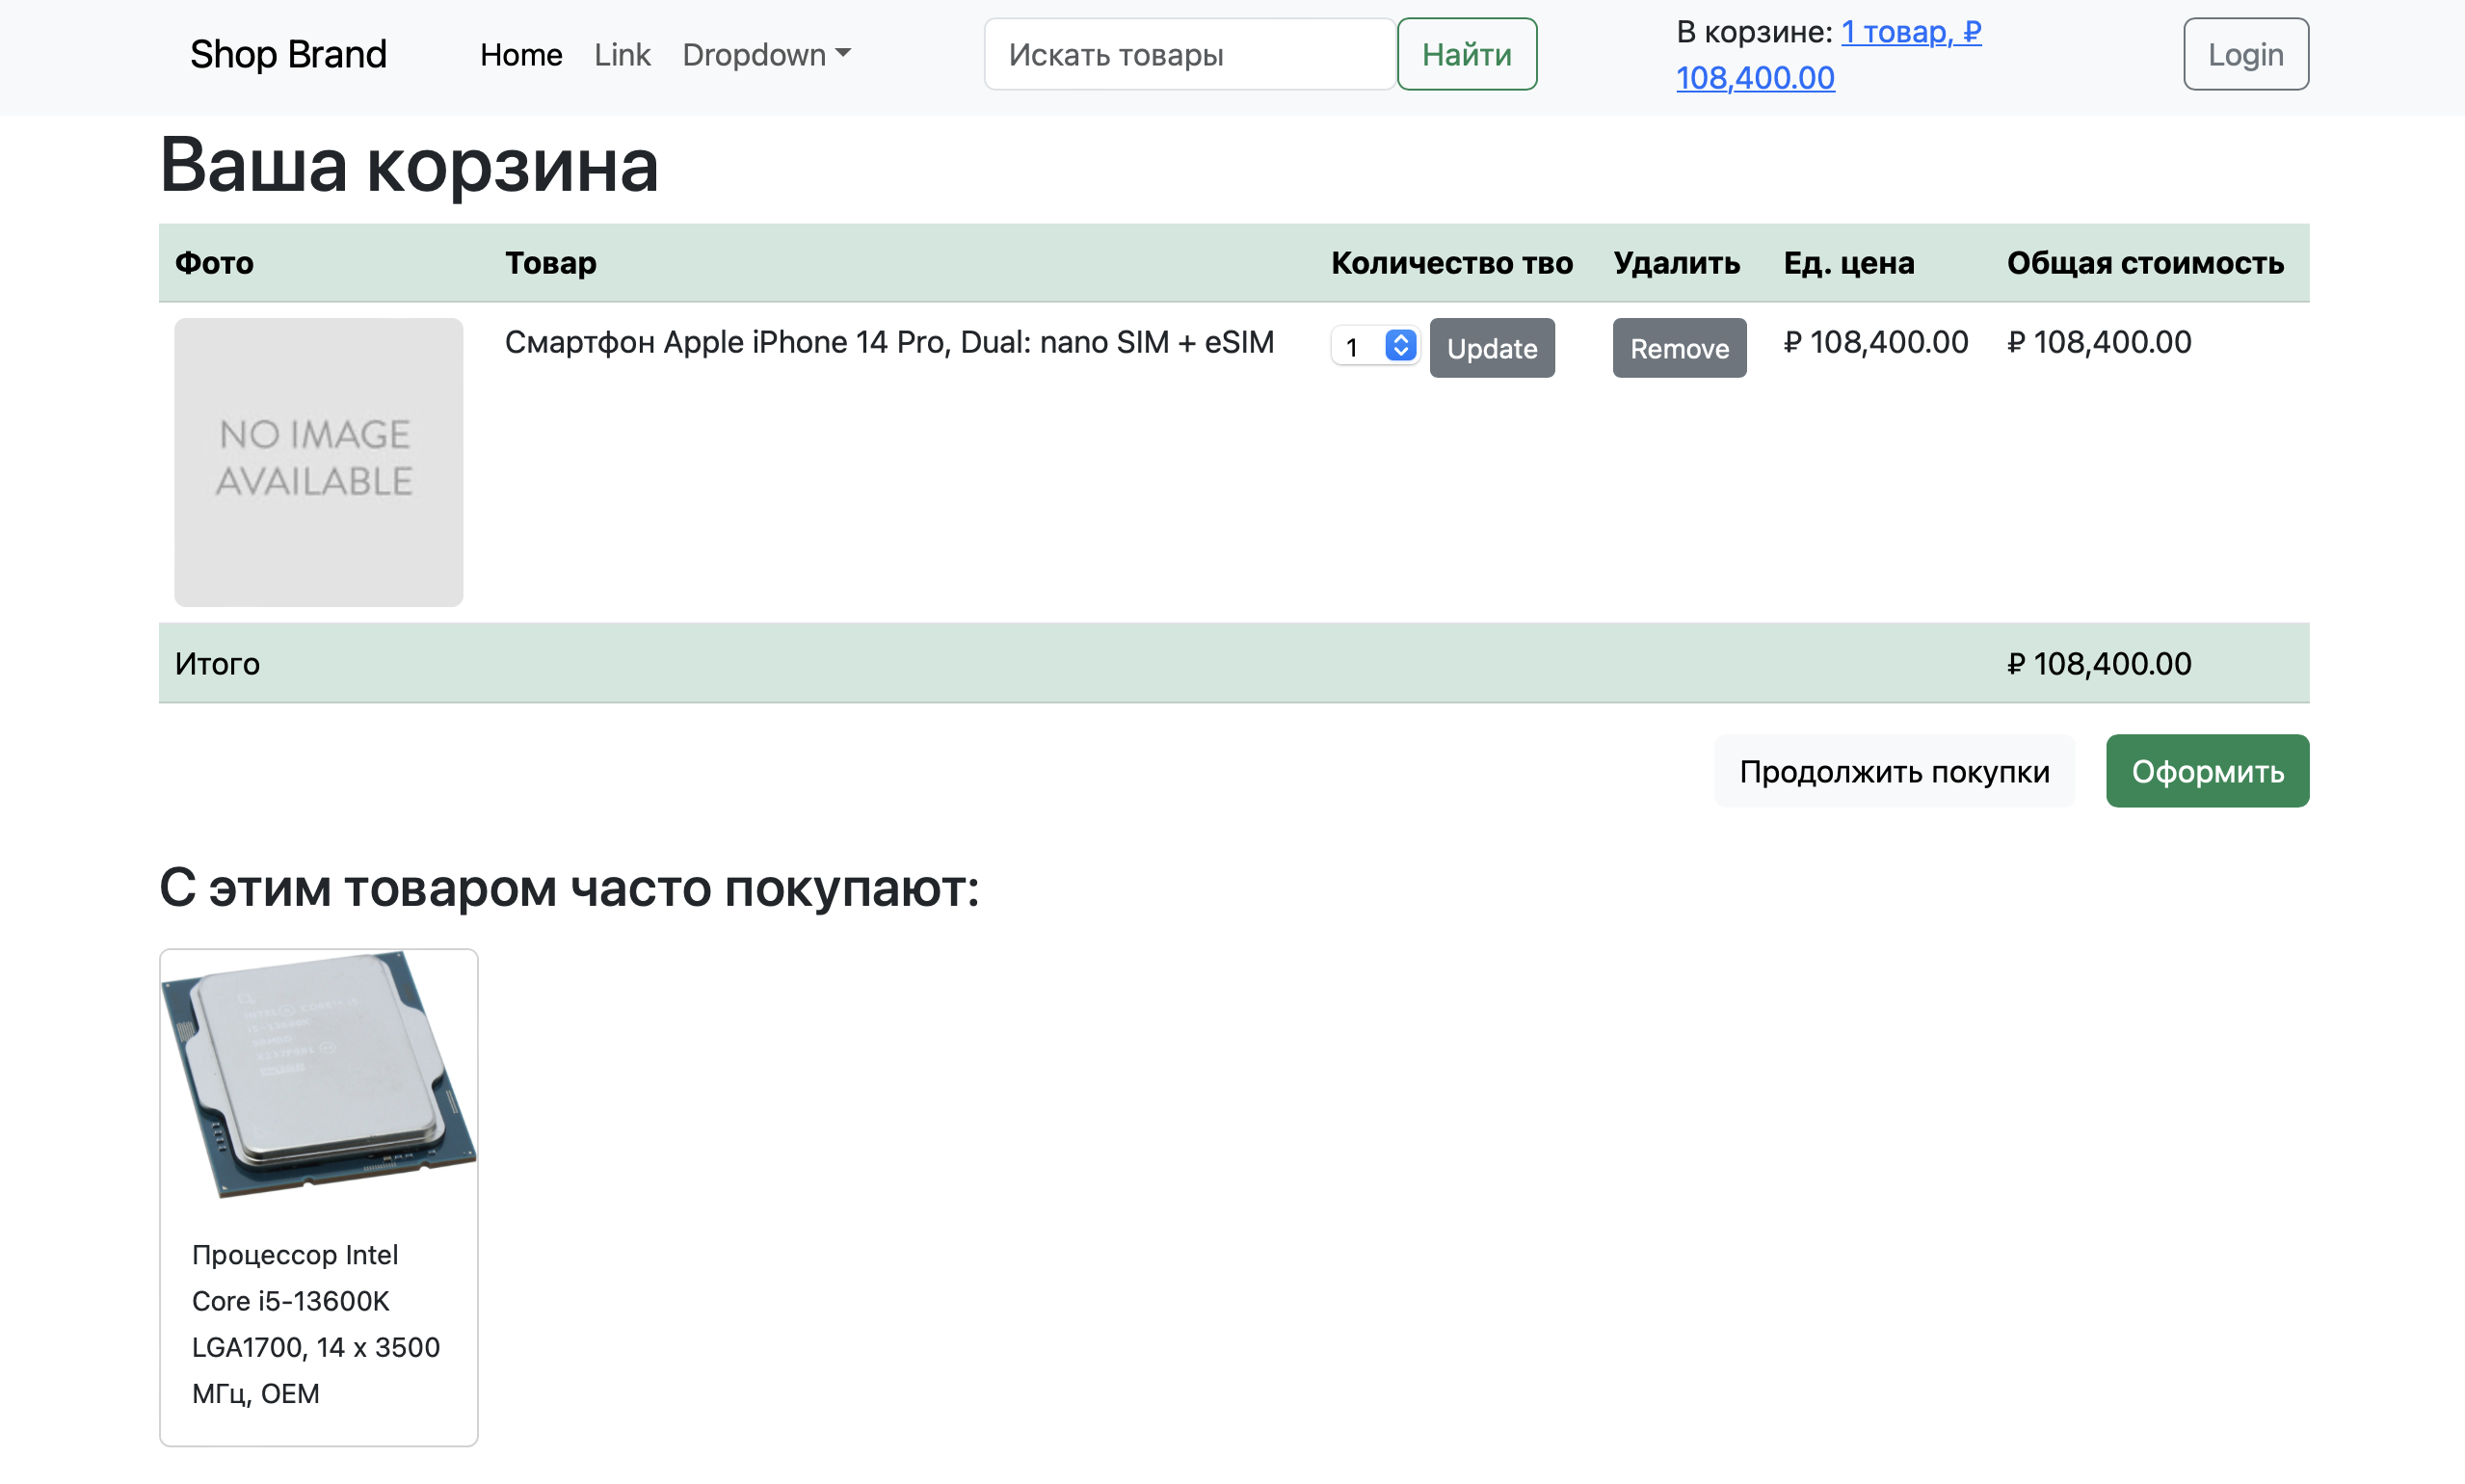 Shop Brand
Home
Link
Dropdown
Искать товары
Найти
В корзине: 1 товар, ₽
108,400.00
Login
Ваша корзина
Фото
Товар
Количество тво
Удалить
Ед. цена
Общая стоимость
NO IMAGE
AVAILABLE
Смартфон Apple iPhone 14 Pro, Dual: nano SIM + eSIM
1
Update
Remove
₽ 108,400.00
₽ 108,400.00
Итого
₽ 108,400.00
Продолжить покупки
Оформить
С этим товаром часто покупают:
Процессор Intel
Core i5-13600K
LGA1700, 14 x 3500
МГц, OEM